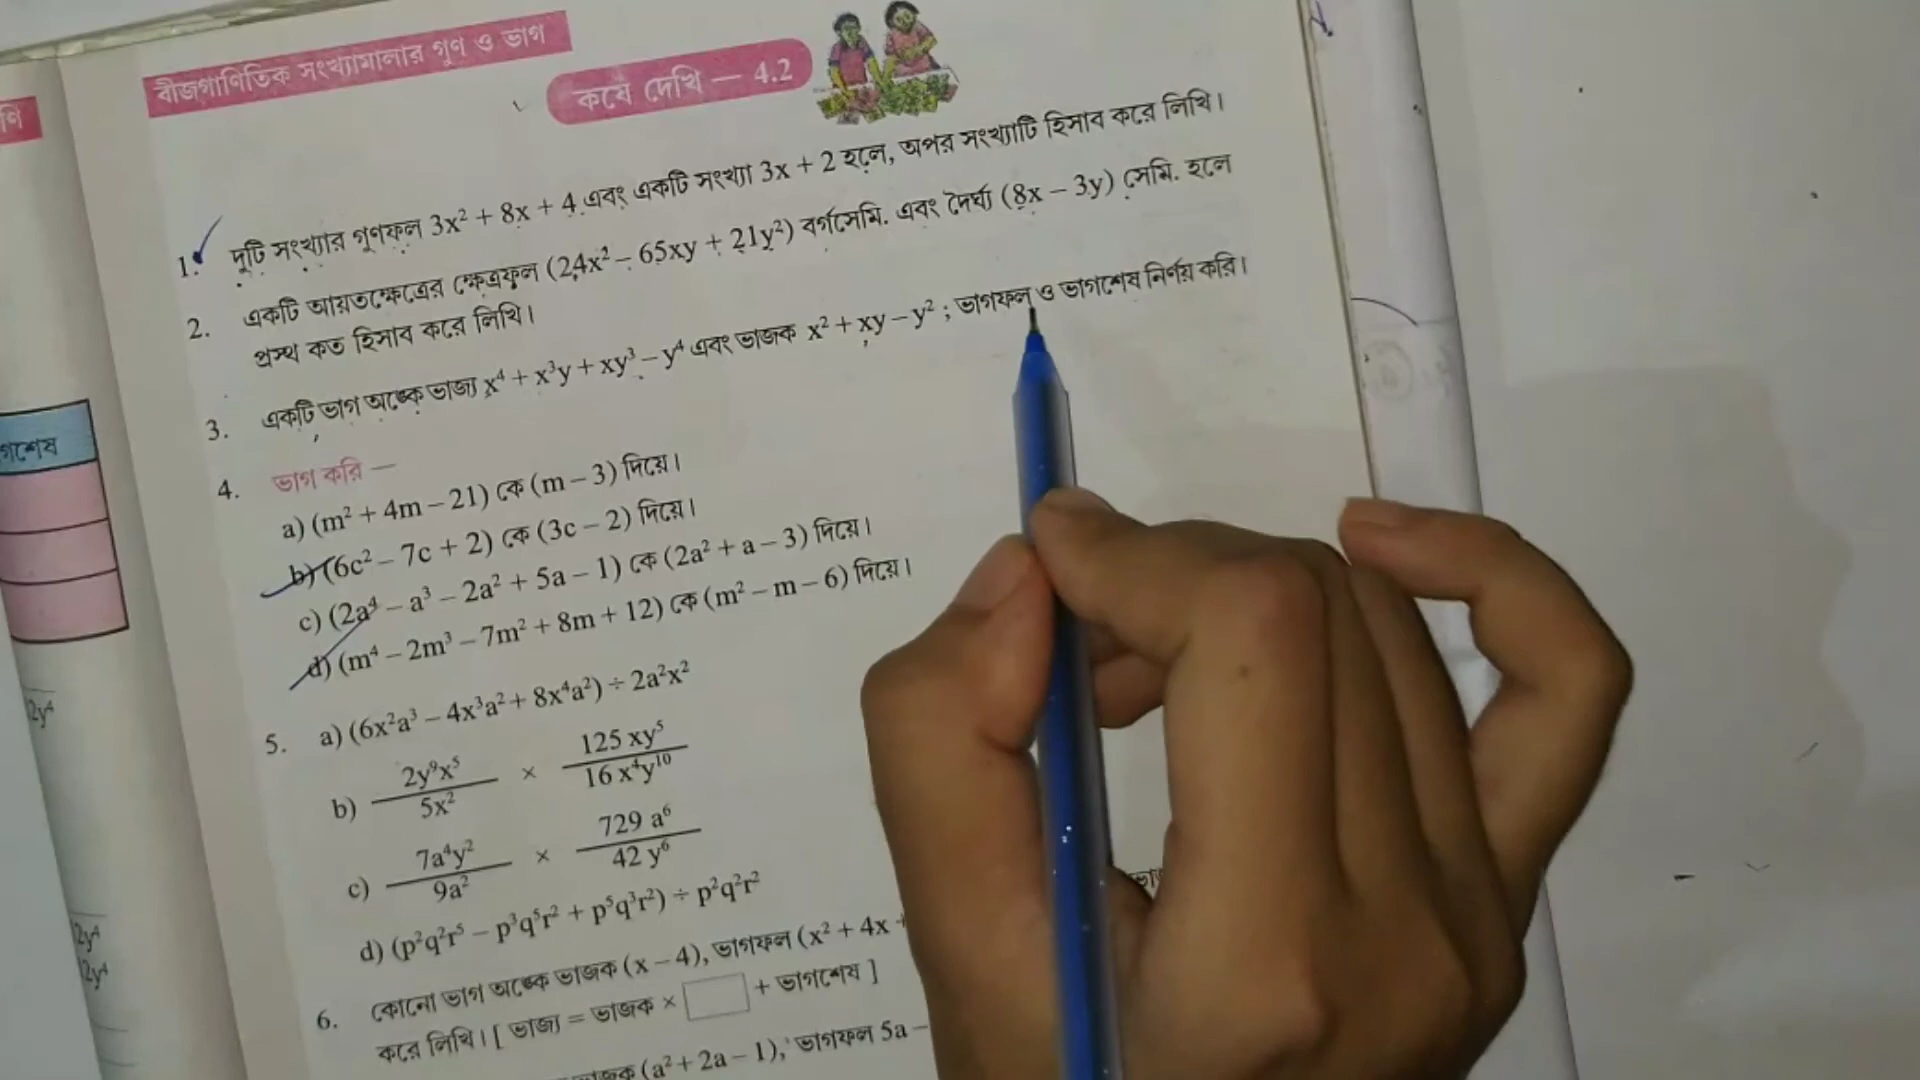 বীজগাণিতিক সংখ্যামালার গুণ ও ভাগ
কষে দেখি — 4.2
1. দুটি সংখ্যার গুণফল 3x² + 8x + 4 এবং একটি সংখ্যা 3x + 2 হলে, অপর সংখ্যাটি হিসাব করে লিখি।
2. একটি আয়তক্ষেত্রের ক্ষেত্রফল (24x² – 65xy + 21y²) বর্গসেমি. এবং দৈর্ঘ্য (8x – 3y) সেমি. হলে
প্রস্থ কত হিসাব করে লিখি।
3. একটি ভাগ অঙ্কে ভাজ্য x⁴ + x³y + xy³ – y⁴ এবং ভাজক x² + xy – y² ; ভাগফল ও ভাগশেষ নির্ণয় করি।
গশেষ
4. ভাগ করি —
a) (m² + 4m – 21) কে (m – 3) দিয়ে।
b) (6c² – 7c + 2) কে (3c – 2) দিয়ে।
c) (2a⁴ – a³ – 2a² + 5a – 1) কে (2a² + a – 3) দিয়ে।
d) (m⁴ – 2m³ – 7m² + 8m + 12) কে (m² – m – 6) দিয়ে।
2y⁴
5. a) (6x²a³ – 4x³a² + 8x⁴a²) ÷ 2a²x²
b) 2y⁹x⁵ / 5x² × 125 xy⁵ / 16 x⁴y¹⁰
c) 7a⁴y² / 9a² × 729 a⁶ / 42 y⁶
d) (p²q²r⁵ – p³q⁵r² + p⁵q³r²) ÷ p²q²r²
2y⁴
2y⁴
6. কোনো ভাগ অঙ্কে ভাজক (x – 4), ভাগফল (x² + 4x +
করে লিখি। [ ভাজ্য = ভাজক × + ভাগশেষ ]
(a² + 2a – 1), ভাগফল 5a –